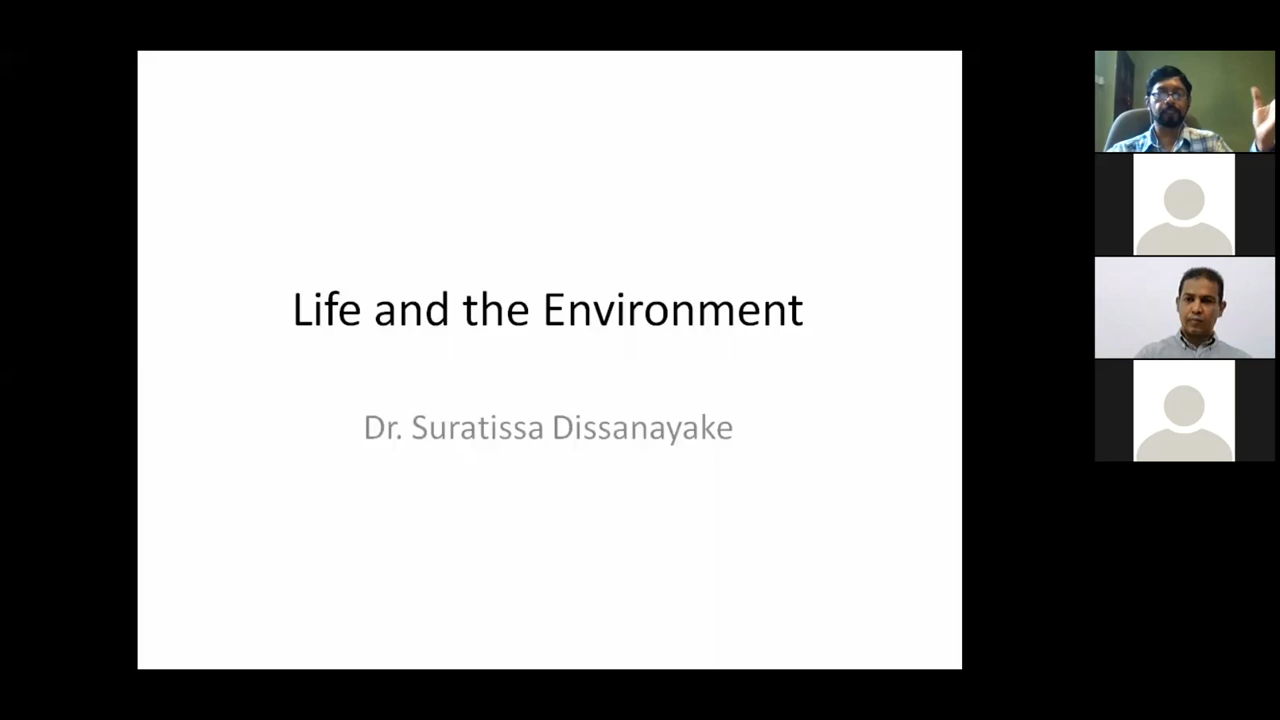 Life and the Environment
Dr. Suratissa Dissanayake